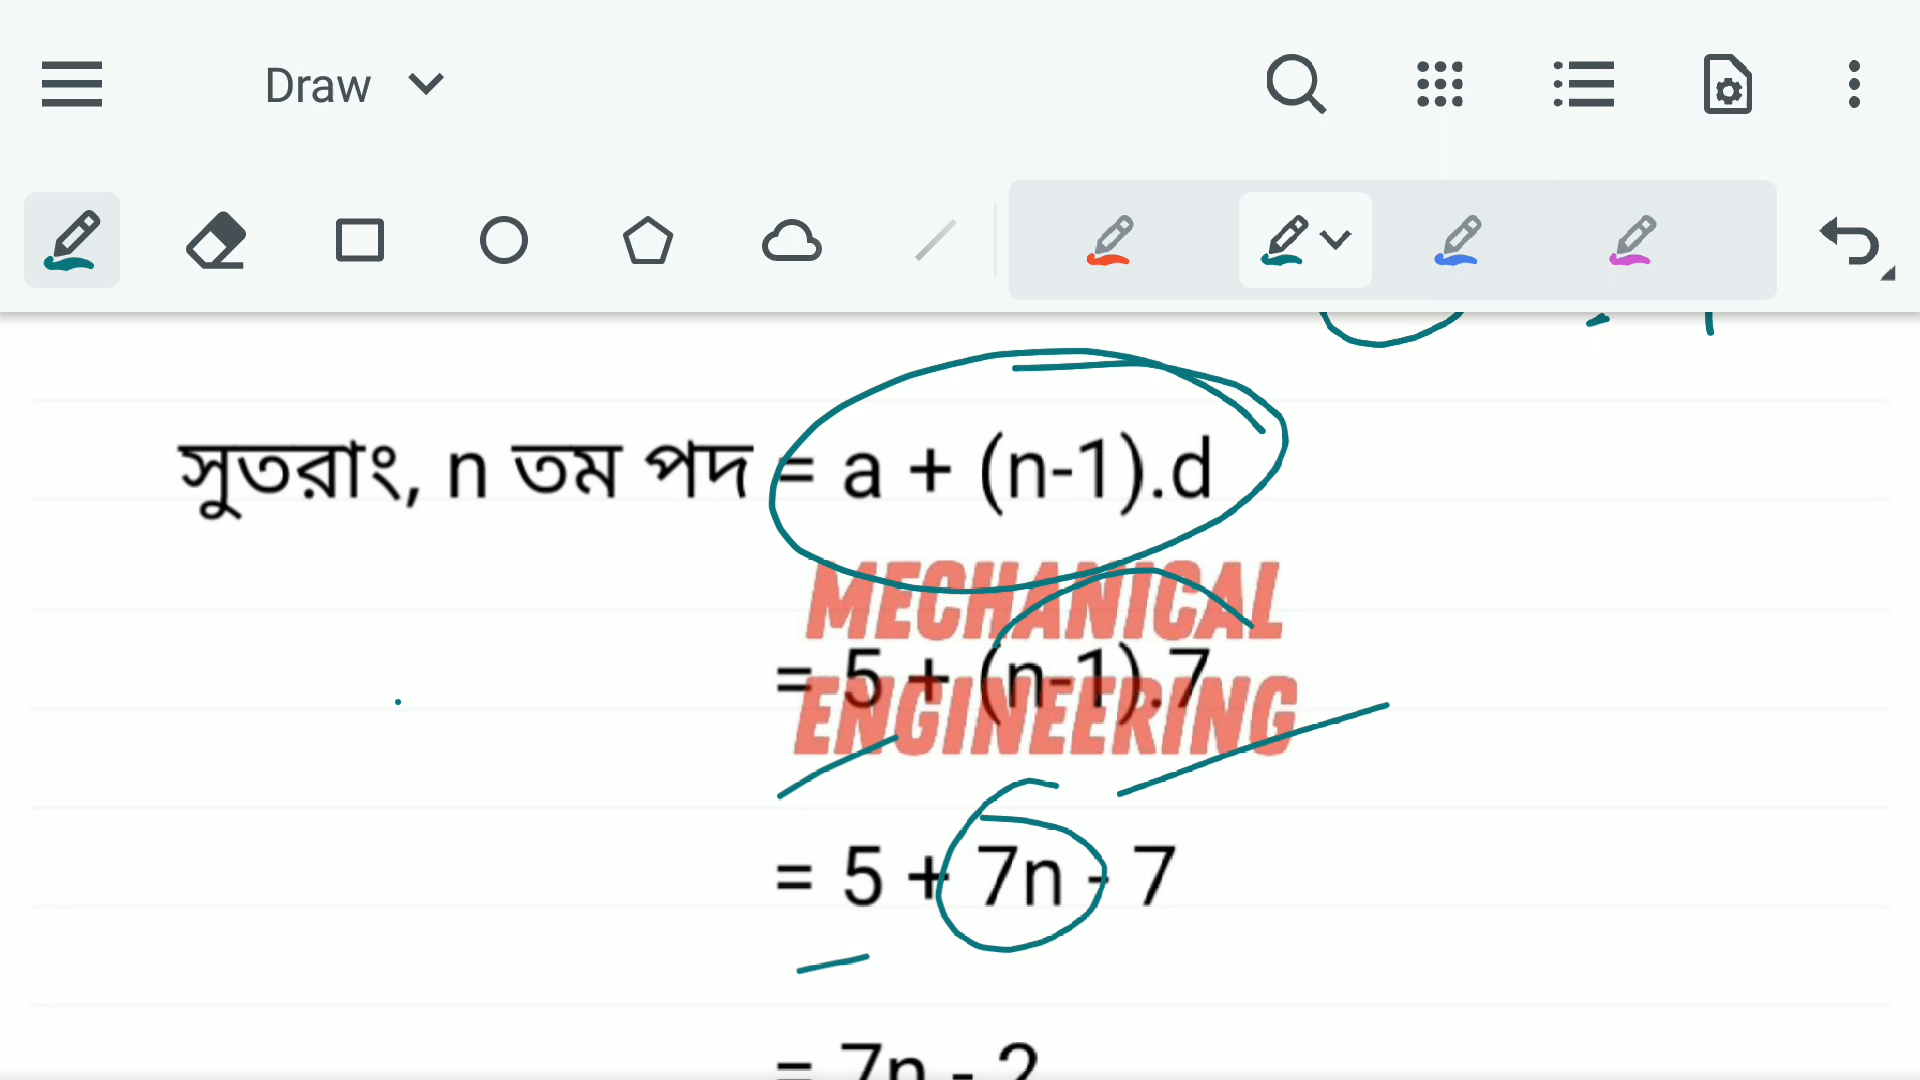 Draw
সুতরাং, n তম পদ = a + (n-1).d
MECHANICAL
= 5 + (n-1).7
ENGINEERING
= 5 + 7n - 7
= 7n - 2